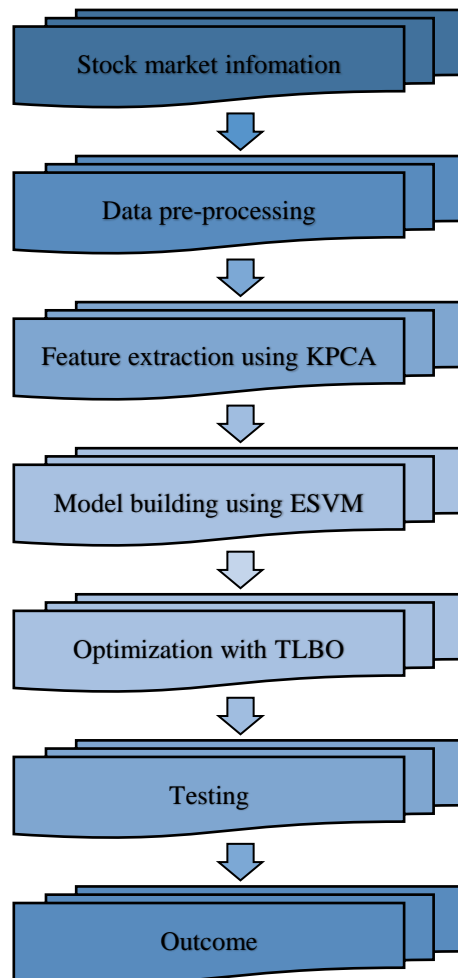 Stock market infomation
Data pre-processing
Feature extraction using KPCA
Model building using ESVM
Optimization with TLBO
Testing
Outcome